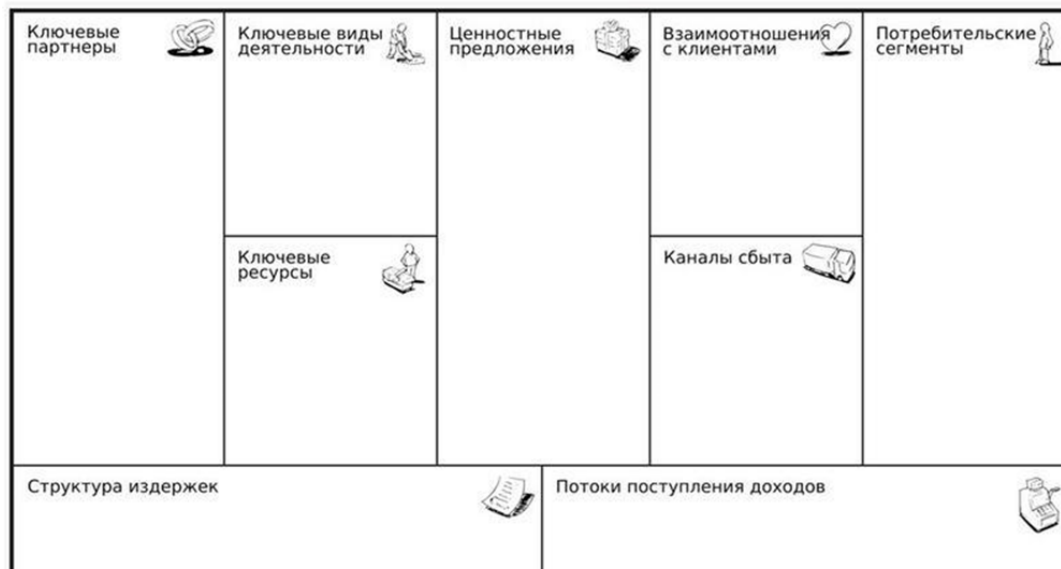 Ключевые
партнеры
Ключевые виды
деятельности
Ценностные
предложения
Взаимоотношения
с клиентами
Потребительские
сегменты
Ключевые
ресурсы
Каналы сбыта
Структура издержек
Потоки поступления доходов